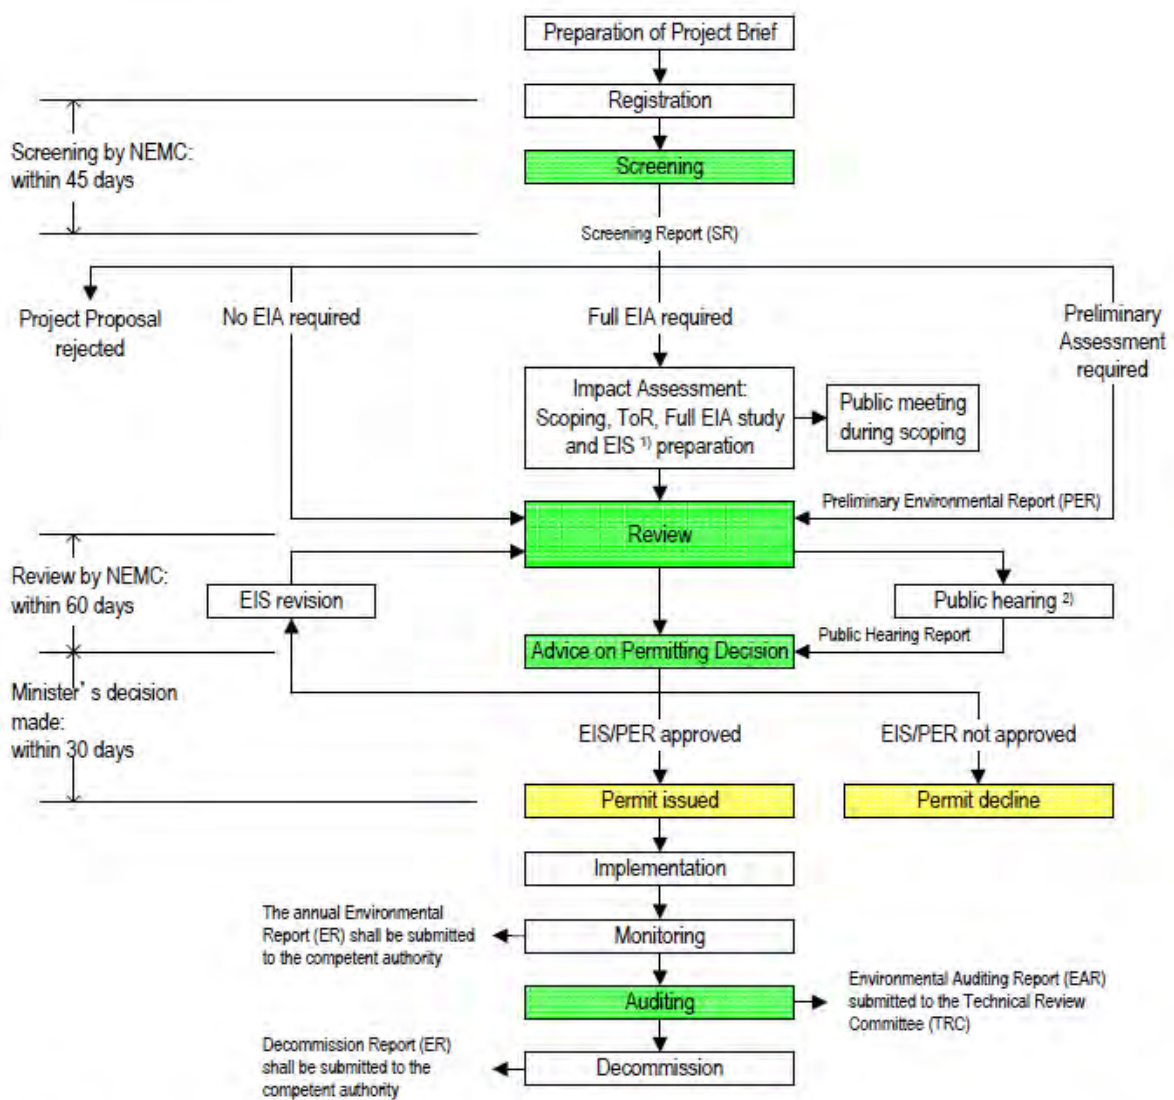 Preparation of Project Brief
Registration
Screening by NEMC:
within 45 days
Screening
Screening Report (SR)
Project Proposal
rejected
No EIA required
Full EIA required
Preliminary
Assessment
required
Impact Assessment:
Scoping, ToR, Full EIA study
and EIS 1) preparation
Public meeting
during scoping
Preliminary Environmental Report (PER)
Review
Review by NEMC:
within 60 days
EIS revision
Public hearing 2)
Public Hearing Report
Advice on Permitting Decision
Minister's decision
made:
within 30 days
EIS/PER approved
EIS/PER not approved
Permit issued
Permit decline
Implementation
The annual Environmental
Report (ER) shall be submitted
to the competent authority
Monitoring
Auditing
Environmental Auditing Report (EAR)
submitted to the Technical Review
Committee (TRC)
Decommission Report (ER)
shall be submitted to the
competent authority
Decommission